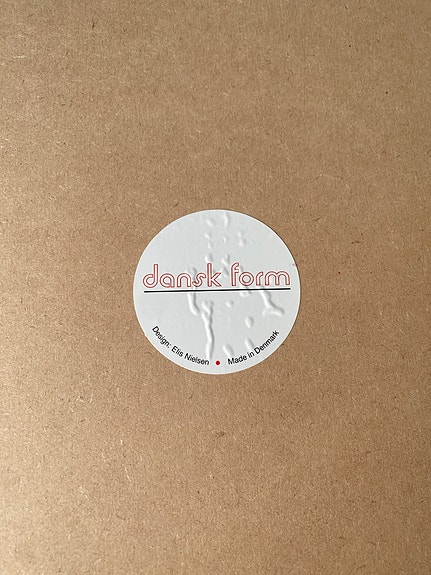 dansk form
Design: Elis Nielsen • Made in Denmark